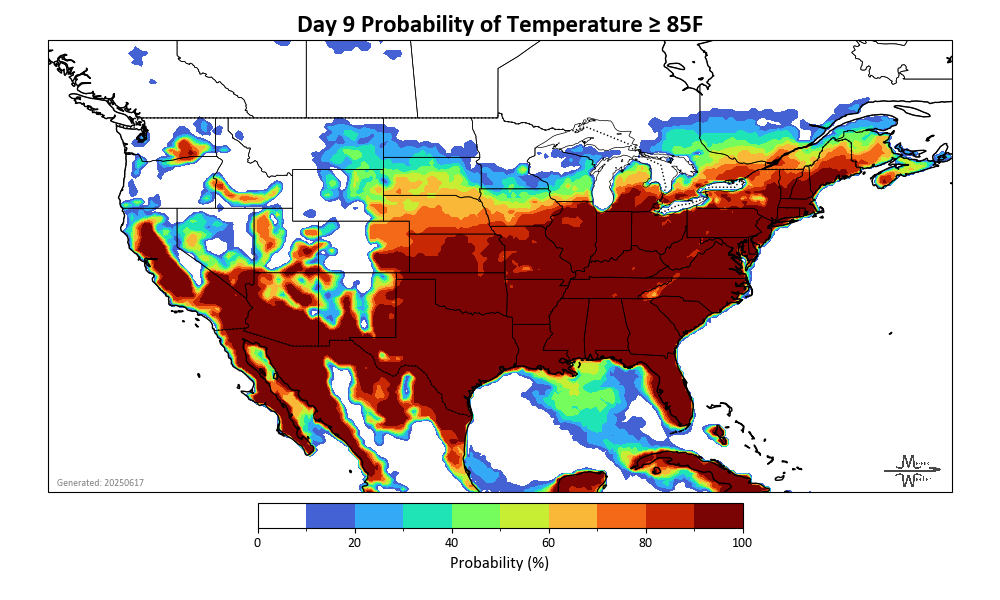 Day 9 Probability of Temperature ≥ 85F
Generated: 20250617
0 20 40 60 80 100
Probability (%)